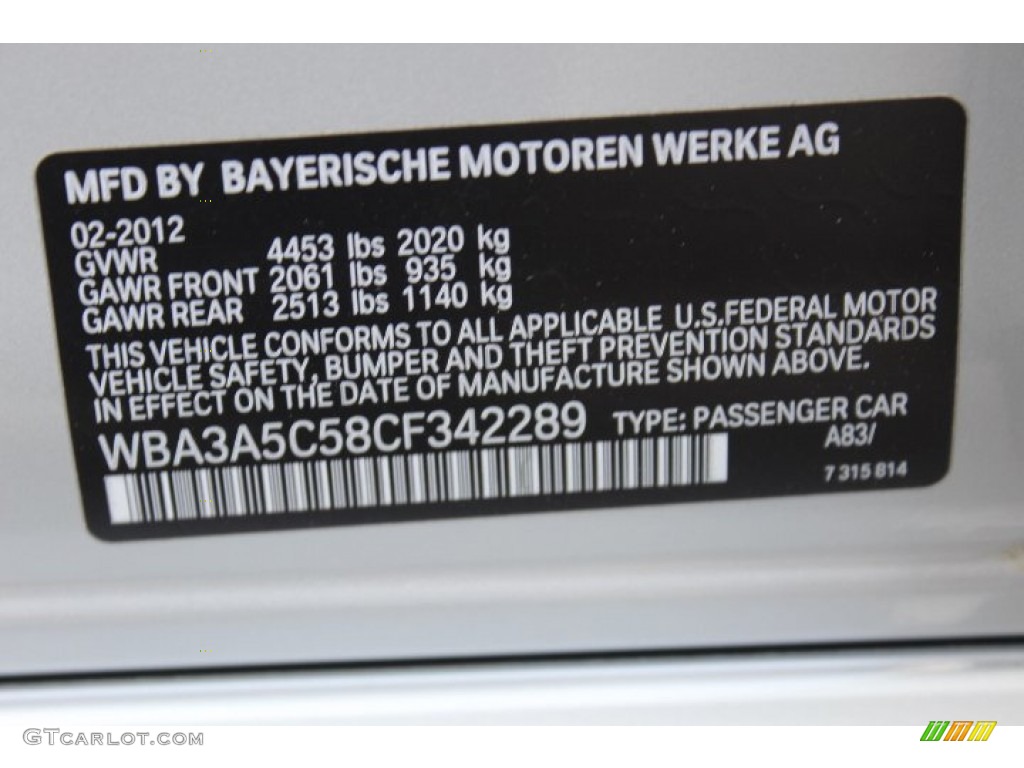 MFD BY BAYERISCHE MOTOREN WERKE AG
02-2012
GVWR 4453 lbs 2020 kg
GAWR FRONT 2061 lbs 935 kg
GAWR REAR 2513 lbs 1140 kg
THIS VEHICLE CONFORMS TO ALL APPLICABLE U.S.FEDERAL MOTOR
VEHICLE SAFETY, BUMPER AND THEFT PREVENTION STANDARDS
IN EFFECT ON THE DATE OF MANUFACTURE SHOWN ABOVE.
WBA3A5C58CF342289 TYPE: PASSENGER CAR
A83/
7 315 814
GTCarlot.com